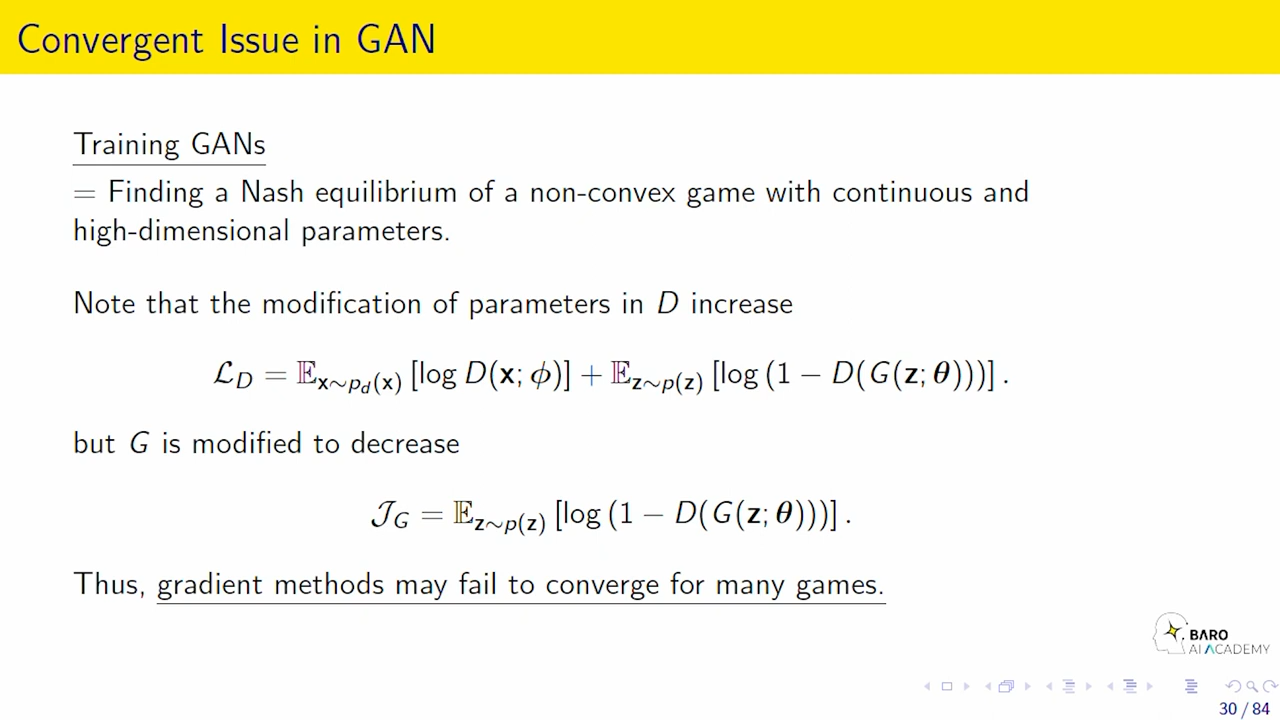 Convergent Issue in GAN
Training GANs
= Finding a Nash equilibrium of a non-convex game with continuous and
high-dimensional parameters.
Note that the modification of parameters in D increase
ℒ_D = 𝔼_{x∼p_d(x)} [log D(x; ϕ)] + 𝔼_{z∼p(z)} [log (1 − D(G(z; θ)))] .
but G is modified to decrease
𝒥_G = 𝔼_{z∼p(z)} [log (1 − D(G(z; θ)))] .
Thus, gradient methods may fail to converge for many games.
BARO
AI ACADEMY
30 / 84